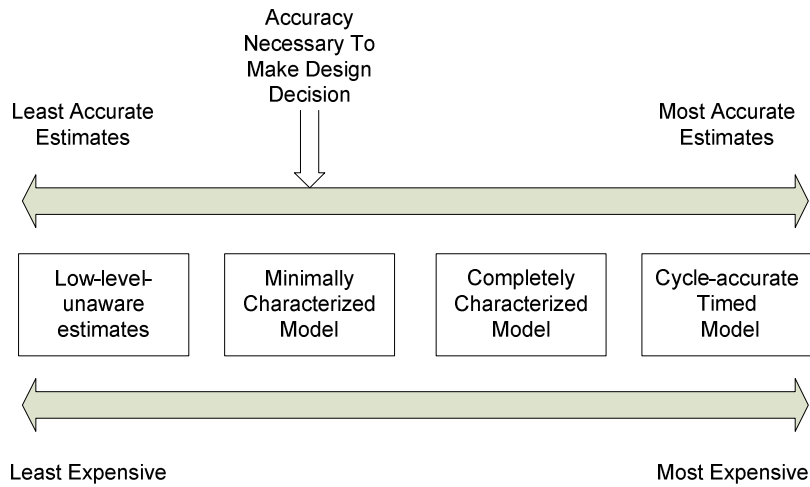 Accuracy
Necessary To
Make Design
Decision
Least Accurate
Estimates
Most Accurate
Estimates
Low-level-
unaware
estimates
Minimally
Characterized
Model
Completely
Characterized
Model
Cycle-accurate
Timed
Model
Least Expensive
Most Expensive